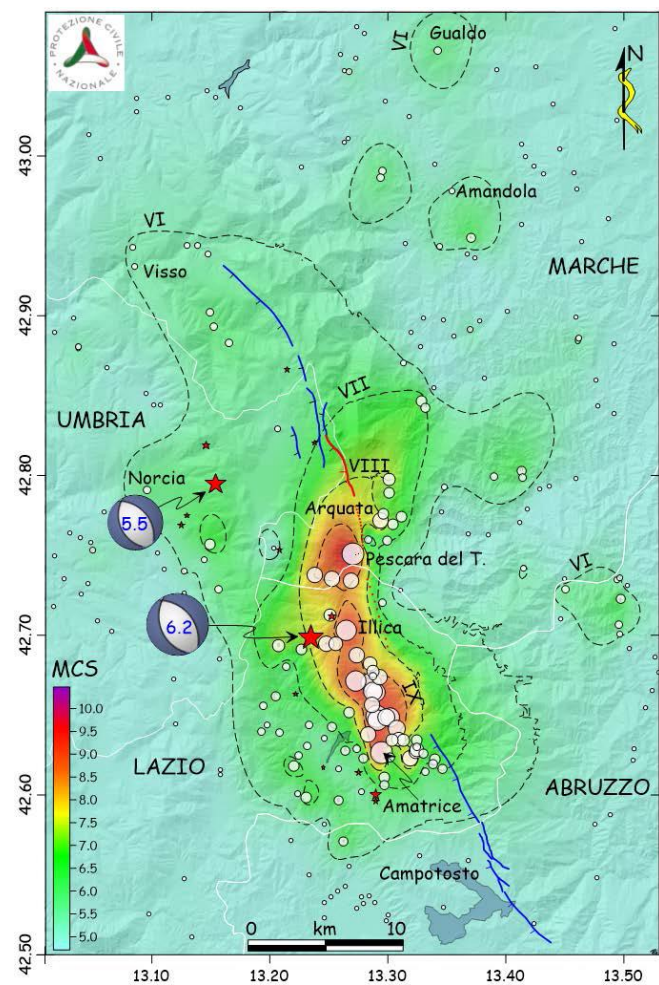 PROTEZIONE CIVILE
NAZIONALE
VI
Gualdo
N
43.00
Amandola
VI
Visso
MARCHE
42.90
VII
UMBRIA
VIII
42.80
Norcia
Arquata
5.5
Pescara del T.
VI
6.2
Illica
42.70
MCS
IX
10.0
9.5
9.0
8.5
8.0
7.5
7.0
6.5
6.0
5.5
5.0
LAZIO
Amatrice
ABRUZZO
42.60
Campotosto
0 km 10
42.50
13.10 13.20 13.30 13.40 13.50